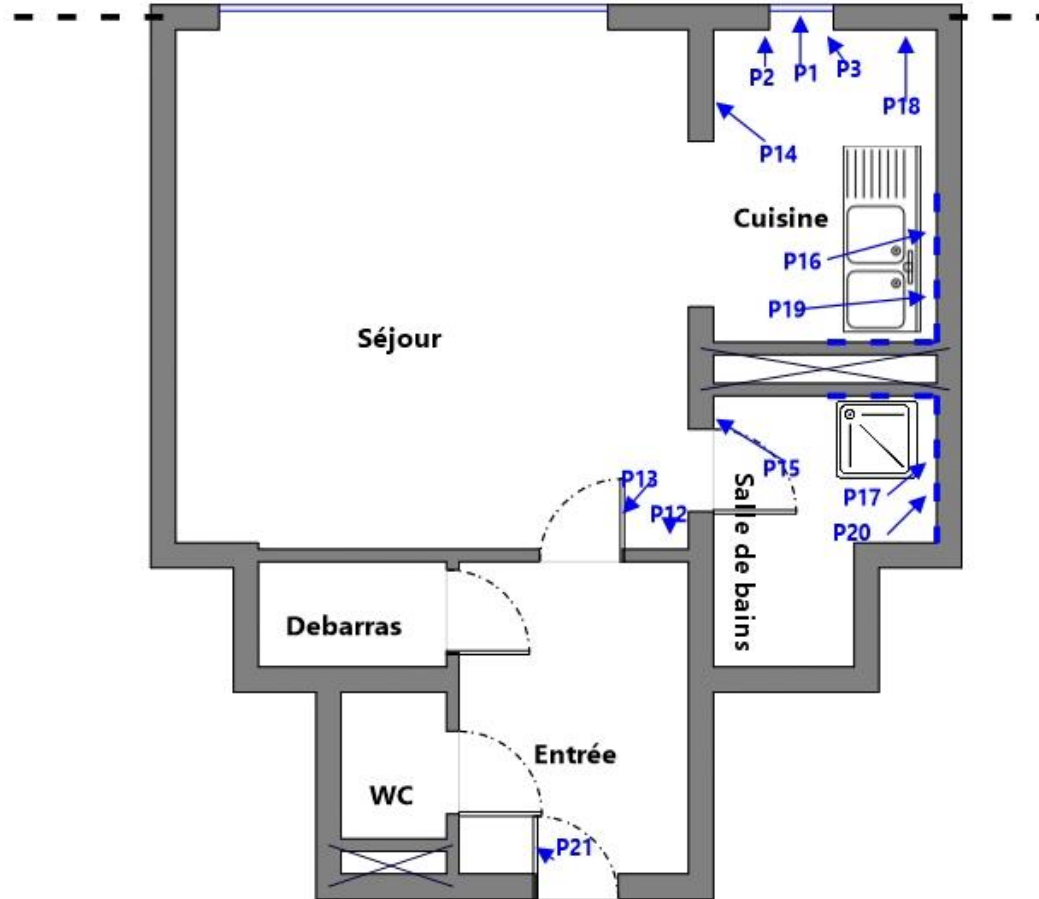 P2
P1
P3
P18
P14
Cuisine
P16
P19
Séjour
P15
P13
P12
P17
P20
Salle de bains
Debarras
Entrée
WC
P21